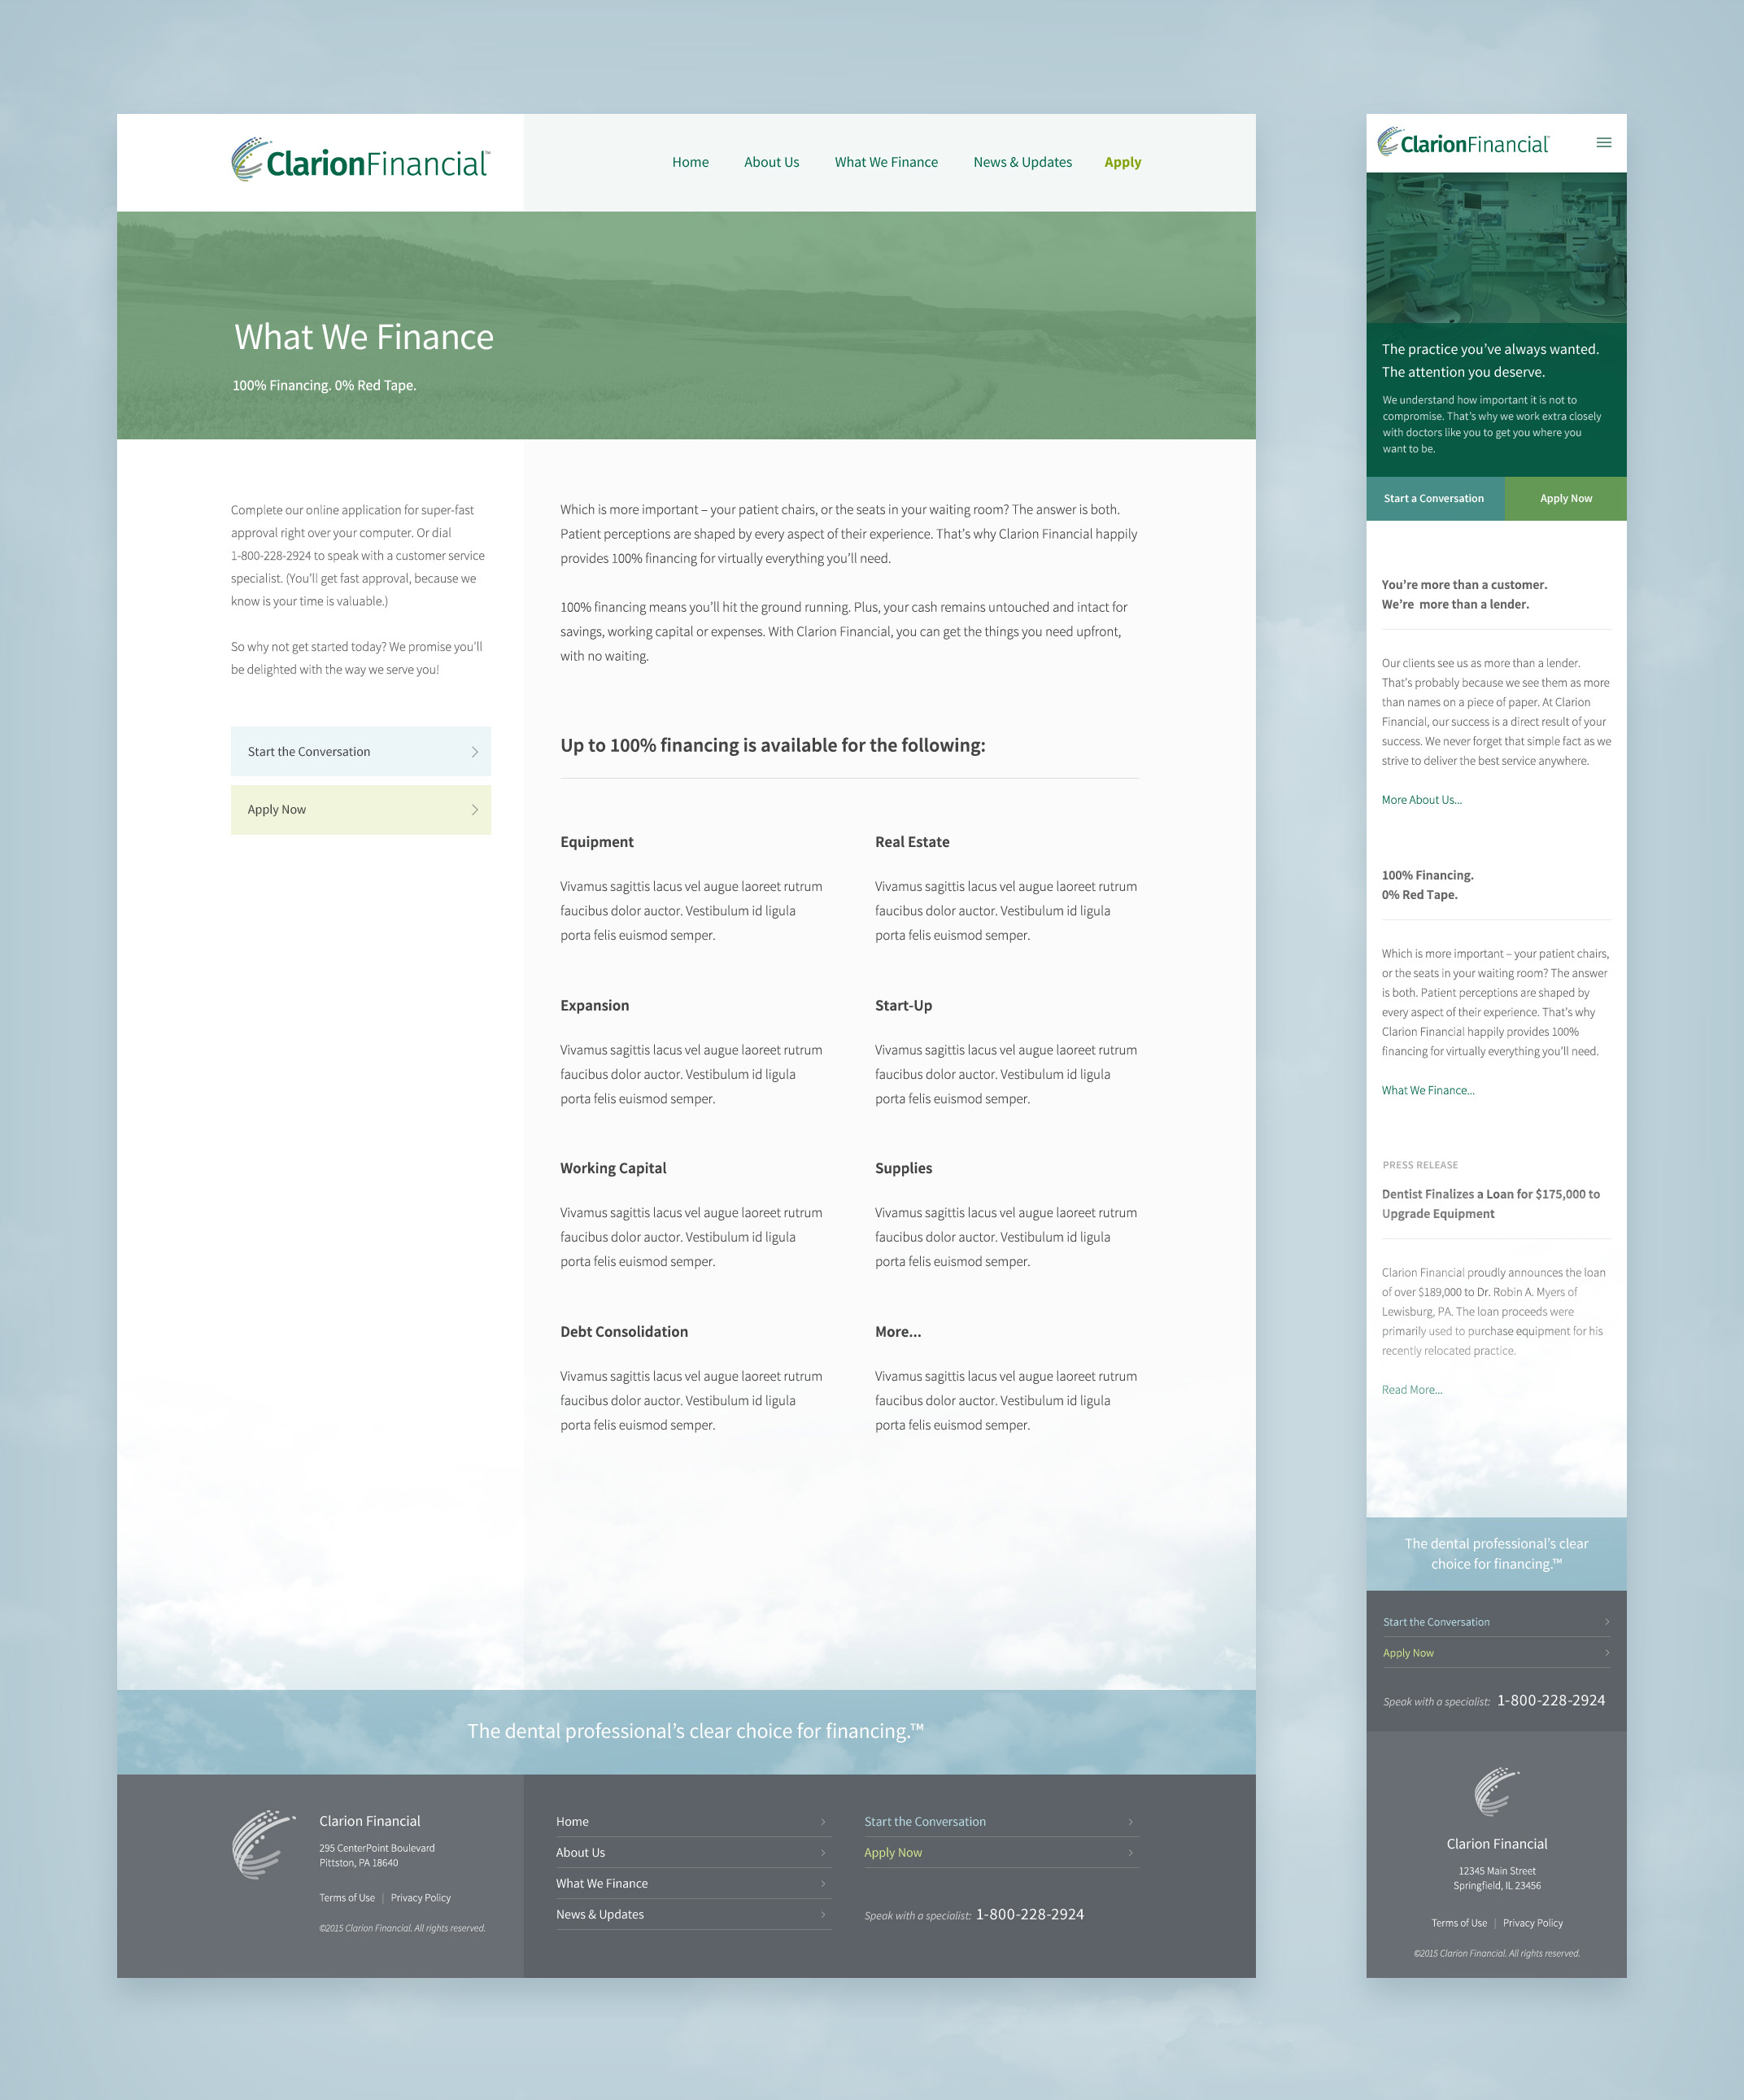 ClarionFinancial™
Home About Us What We Finance News & Updates Apply
What We Finance
100% Financing. 0% Red Tape.
Complete our online application for super-fast
approval right over your computer. Or dial
1-800-228-2924 to speak with a customer service
specialist. (You’ll get fast approval, because we
know is your time is valuable.)
So why not get started today? We promise you’ll
be delighted with the way we serve you!
Start the Conversation
Apply Now
Which is more important – your patient chairs, or the seats in your waiting room? The answer is both.
Patient perceptions are shaped by every aspect of their experience. That’s why Clarion Financial happily
provides 100% financing for virtually everything you’ll need.
100% financing means you’ll hit the ground running. Plus, your cash remains untouched and intact for
savings, working capital or expenses. With Clarion Financial, you can get the things you need upfront,
with no waiting.
Up to 100% financing is available for the following:
Equipment
Vivamus sagittis lacus vel augue laoreet rutrum
faucibus dolor auctor. Vestibulum id ligula
porta felis euismod semper.
Real Estate
Vivamus sagittis lacus vel augue laoreet rutrum
faucibus dolor auctor. Vestibulum id ligula
porta felis euismod semper.
Expansion
Vivamus sagittis lacus vel augue laoreet rutrum
faucibus dolor auctor. Vestibulum id ligula
porta felis euismod semper.
Start-Up
Vivamus sagittis lacus vel augue laoreet rutrum
faucibus dolor auctor. Vestibulum id ligula
porta felis euismod semper.
Working Capital
Vivamus sagittis lacus vel augue laoreet rutrum
faucibus dolor auctor. Vestibulum id ligula
porta felis euismod semper.
Supplies
Vivamus sagittis lacus vel augue laoreet rutrum
faucibus dolor auctor. Vestibulum id ligula
porta felis euismod semper.
Debt Consolidation
Vivamus sagittis lacus vel augue laoreet rutrum
faucibus dolor auctor. Vestibulum id ligula
porta felis euismod semper.
More...
Vivamus sagittis lacus vel augue laoreet rutrum
faucibus dolor auctor. Vestibulum id ligula
porta felis euismod semper.
The dental professional’s clear choice for financing.™
Clarion Financial
295 CenterPoint Boulevard
Pittston, PA 18640
Terms of Use | Privacy Policy
©2015 Clarion Financial. All rights reserved.
Home
About Us
What We Finance
News & Updates
Start the Conversation
Apply Now
Speak with a specialist: 1-800-228-2924
ClarionFinancial™
The practice you’ve always wanted.
The attention you deserve.
We understand how important it is not to
compromise. That’s why we work extra closely
with doctors like you to get you where you
want to be.
Start a Conversation
Apply Now
You’re more than a customer.
We’re more than a lender.
Our clients see us as more than a lender.
That’s probably because we see them as more
than names on a piece of paper. At Clarion
Financial, our success is a direct result of your
success. We never forget that simple fact as we
strive to deliver the best service anywhere.
More About Us...
100% Financing.
0% Red Tape.
Which is more important – your patient chairs,
or the seats in your waiting room? The answer
is both. Patient perceptions are shaped by
every aspect of their experience. That’s why
Clarion Financial happily provides 100%
financing for virtually everything you’ll need.
What We Finance...
PRESS RELEASE
Dentist Finalizes a Loan for $175,000 to
Upgrade Equipment
Clarion Financial proudly announces the loan
of over $189,000 to Dr. Robin A. Myers of
Lewisburg, PA. The loan proceeds were
primarily used to purchase equipment for his
recently relocated practice.
Read More...
The dental professional’s clear
choice for financing.™
Start the Conversation
Apply Now
Speak with a specialist: 1-800-228-2924
Clarion Financial
12345 Main Street
Springfield, IL 23456
Terms of Use | Privacy Policy
©2015 Clarion Financial. All rights reserved.